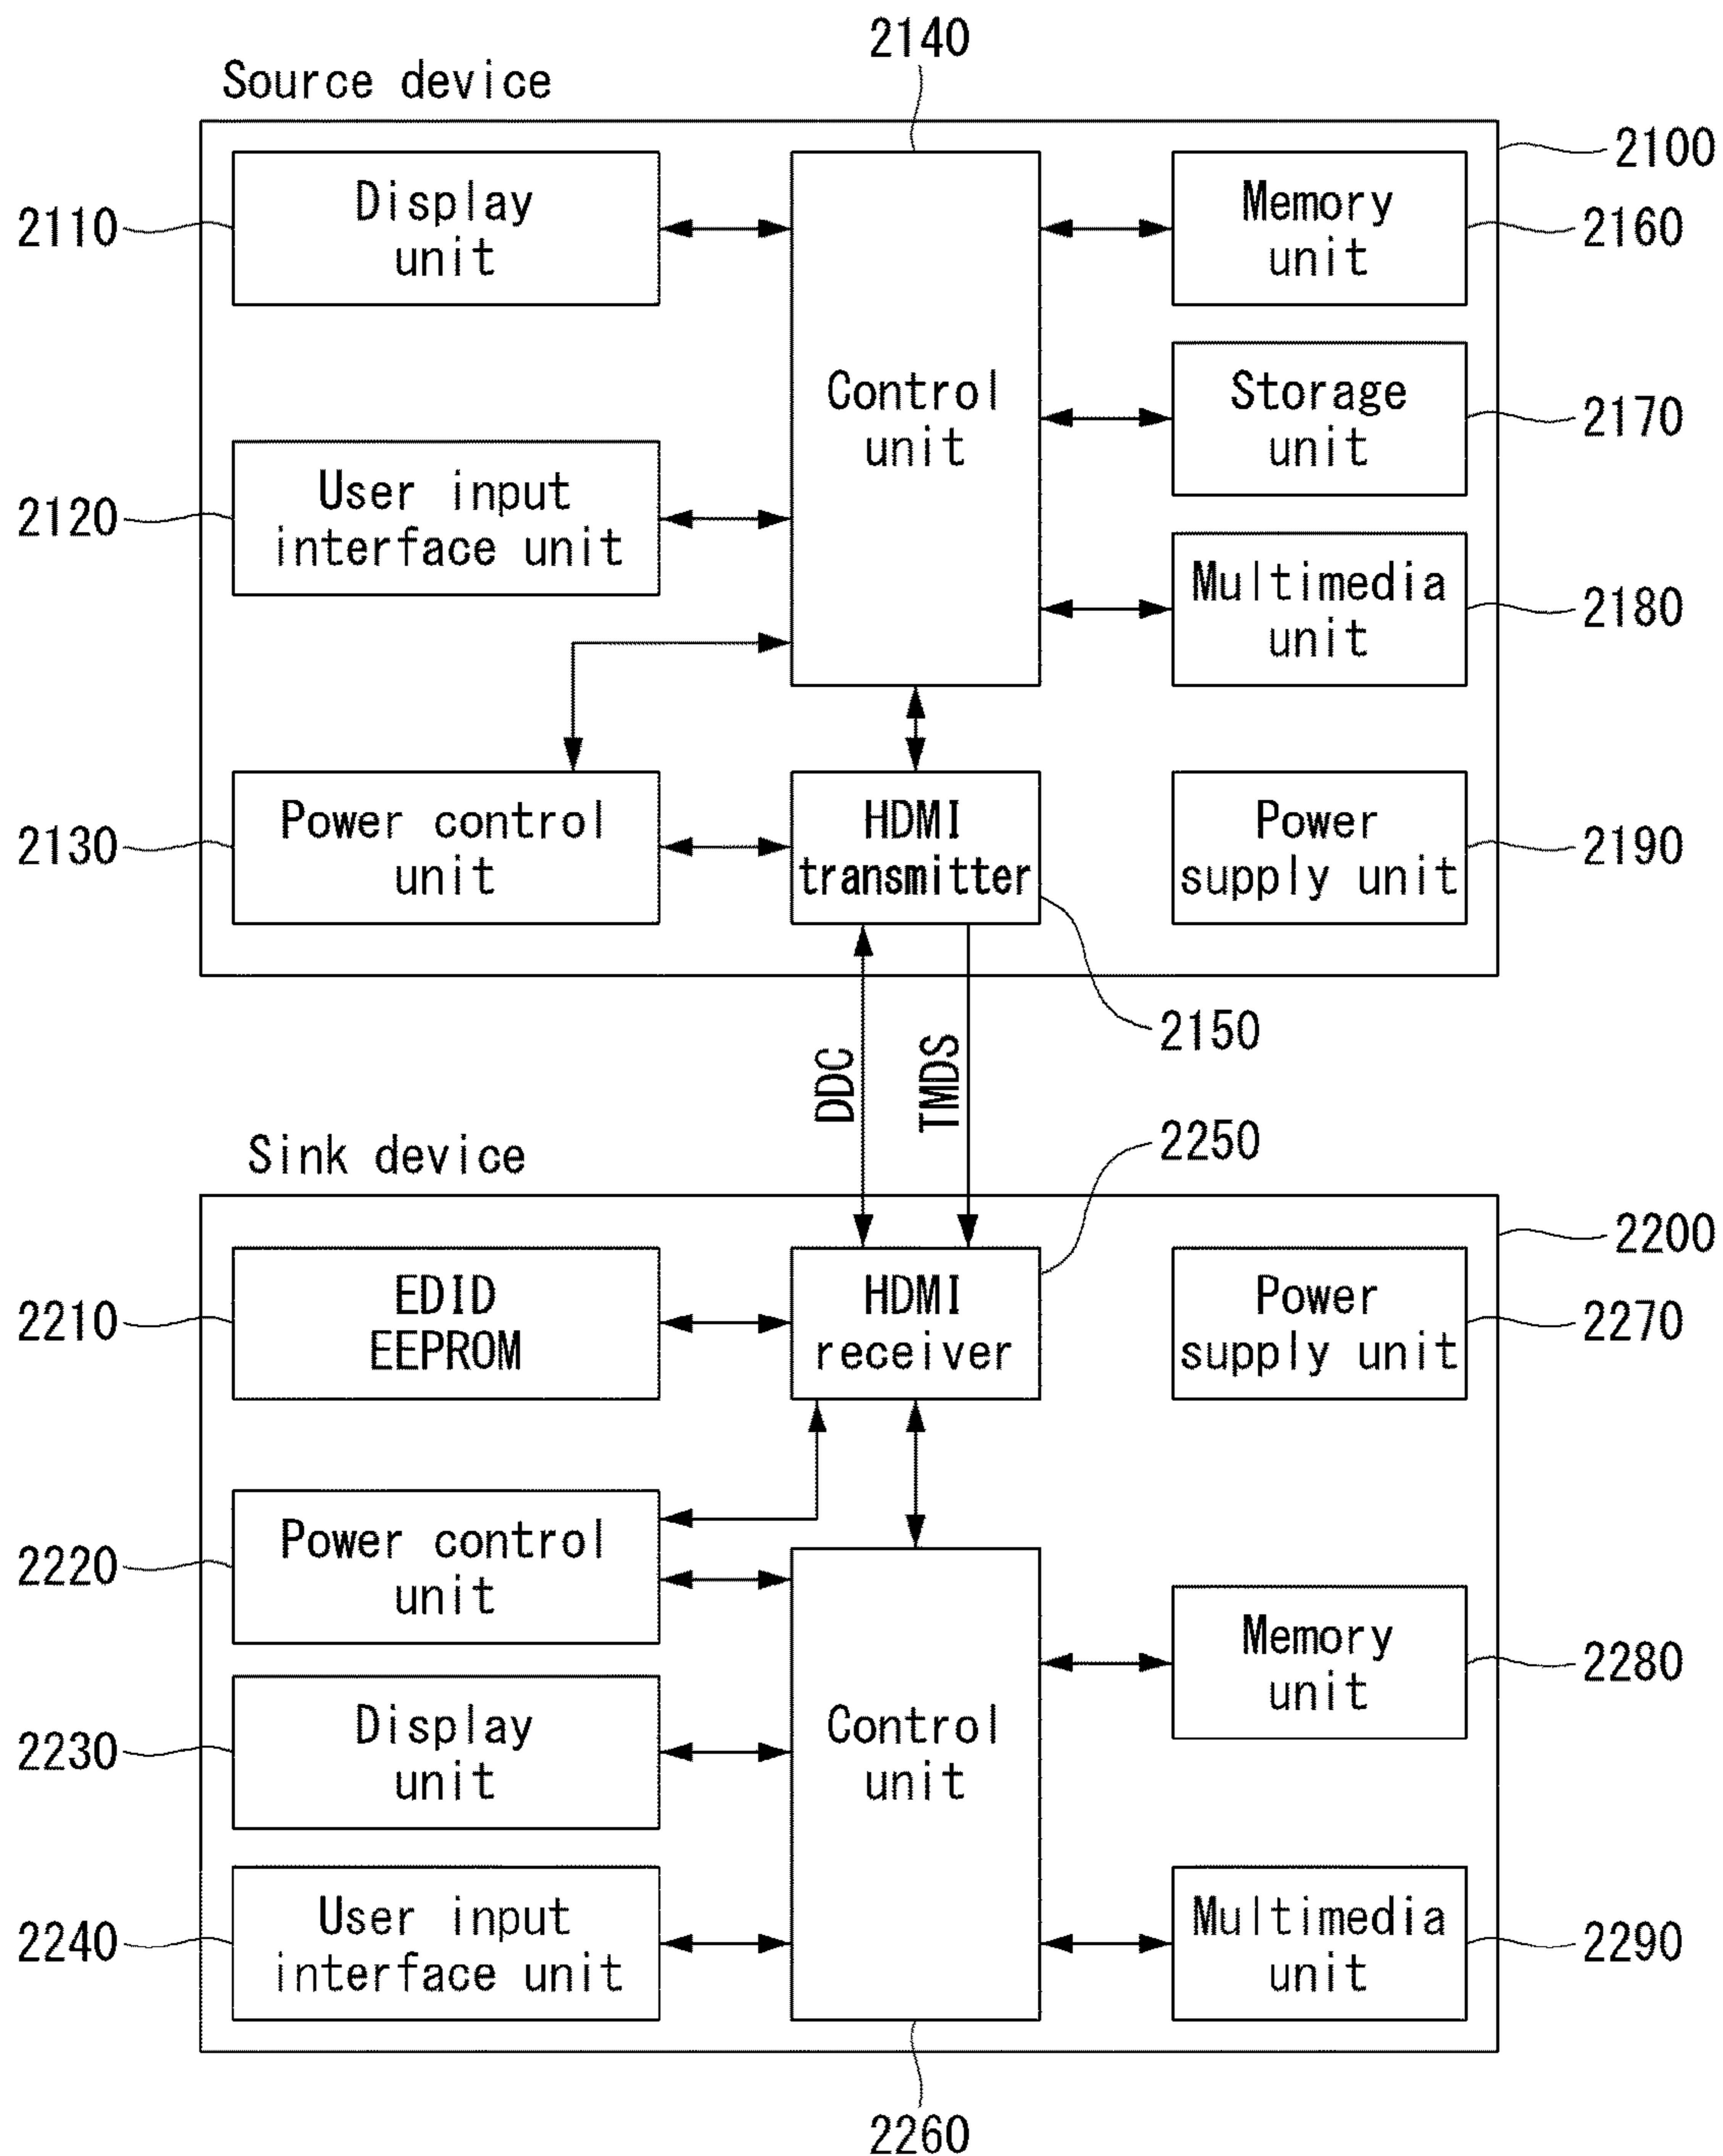 2140
Source device
2100
Display
unit
2110
Control
unit
Memory
unit
2160
Storage
unit
2170
User input
interface unit
2120
Multimedia
unit
2180
Power control
unit
2130
HDMI
transmitter
Power
supply unit
2190
2150
DDC
TMDS
Sink device
2250
2200
EDID
EEPROM
2210
HDMI
receiver
Power
supply unit
2270
Power control
unit
2220
Control
unit
Memory
unit
2280
Display
unit
2230
User input
interface unit
2240
Multimedia
unit
2290
2260